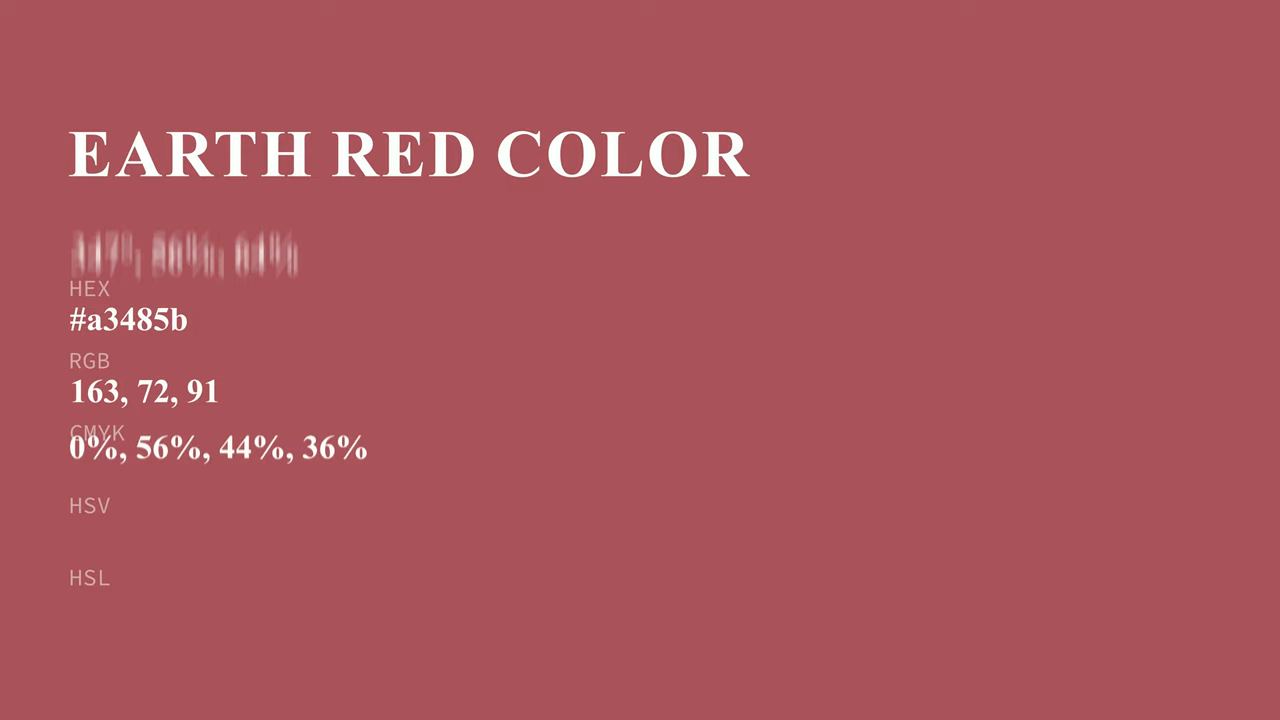 EARTH RED COLOR
HEX
#a3485b
RGB
163, 72, 91
CMYK
0%, 56%, 44%, 36%
HSV
HSL